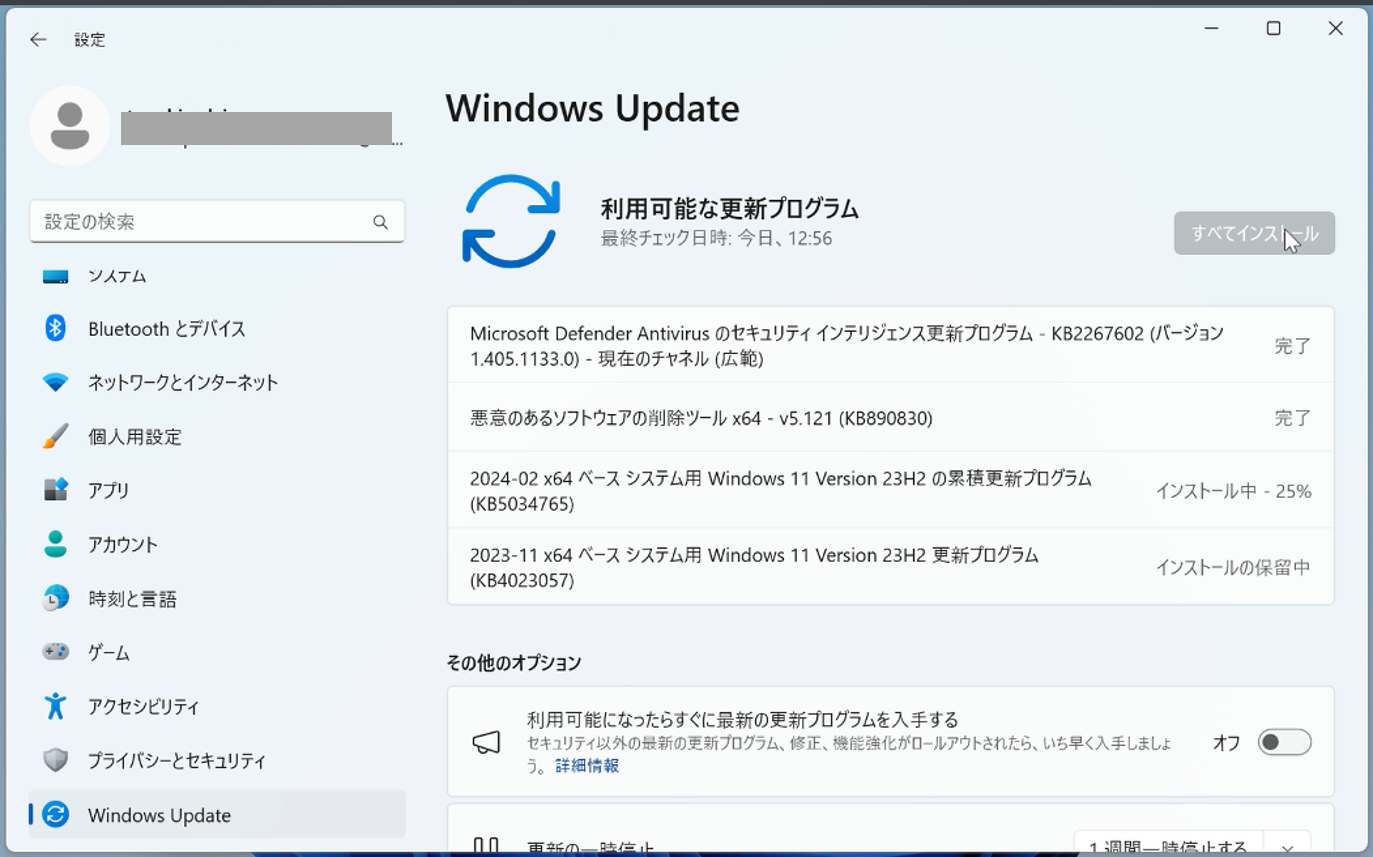 設定
Windows Update
利用可能な更新プログラム
最終チェック日時: 今日、12:56
すべてインストール
設定の検索
システム
Bluetooth とデバイス
ネットワークとインターネット
個人用設定
アプリ
アカウント
時刻と言語
ゲーム
アクセシビリティ
プライバシーとセキュリティ
Windows Update
Microsoft Defender Antivirus のセキュリティ インテリジェンス更新プログラム - KB2267602 (バージョン
1.405.1133.0) - 現在のチャネル (広範)
完了
悪意のあるソフトウェアの削除ツール x64 - v5.121 (KB890830)
完了
2024-02 x64 ベース システム用 Windows 11 Version 23H2 の累積更新プログラム
(KB5034765)
インストール中 - 25%
2023-11 x64 ベース システム用 Windows 11 Version 23H2 更新プログラム
(KB4023057)
インストールの保留中
その他のオプション
利用可能になったらすぐに最新の更新プログラムを入手する
セキュリティ以外の最新の更新プログラム、修正、機能強化がロールアウトされたら、いち早く入手しましょ
う。 詳細情報
オフ
更新の一時停止
1 週間一時停止する